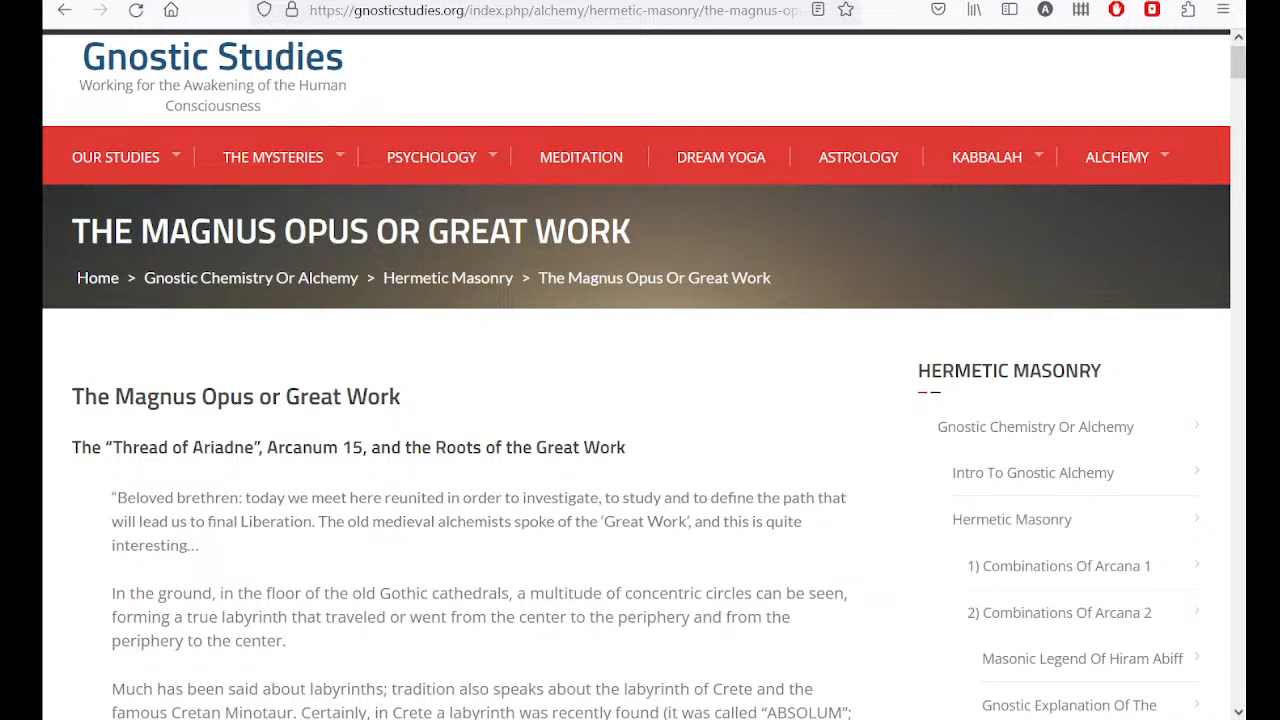 https://gnosticstudies.org/index.php/alchemy/hermetic-masonry/the-magnus-op
Gnostic Studies
Working for the Awakening of the Human
Consciousness
OUR STUDIES THE MYSTERIES PSYCHOLOGY MEDITATION DREAM YOGA ASTROLOGY KABBALAH ALCHEMY
THE MAGNUS OPUS OR GREAT WORK
Home > Gnostic Chemistry Or Alchemy > Hermetic Masonry > The Magnus Opus Or Great Work
The Magnus Opus or Great Work
The “Thread of Ariadne”, Arcanum 15, and the Roots of the Great Work
“Beloved brethren: today we meet here reunited in order to investigate, to study and to define the path that
will lead us to final Liberation. The old medieval alchemists spoke of the ‘Great Work’, and this is quite
interesting…
In the ground, in the floor of the old Gothic cathedrals, a multitude of concentric circles can be seen,
forming a true labyrinth that traveled or went from the center to the periphery and from the
periphery to the center.
Much has been said about labyrinths; tradition also speaks about the labyrinth of Crete and the
famous Cretan Minotaur. Certainly, in Crete a labyrinth was recently found (it was called “ABSOLUM”;
HERMETIC MASONRY
Gnostic Chemistry Or Alchemy
Intro To Gnostic Alchemy
Hermetic Masonry
1) Combinations Of Arcana 1
2) Combinations Of Arcana 2
Masonic Legend Of Hiram Abiff
Gnostic Explanation Of The